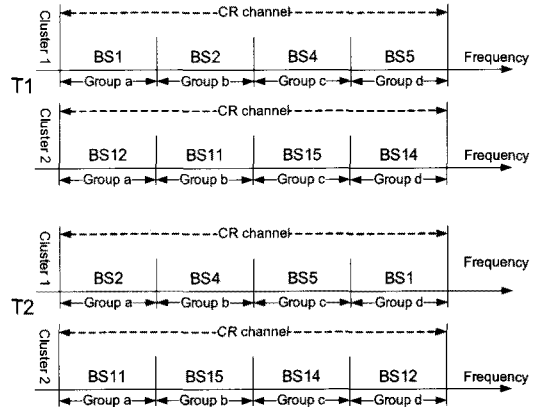 CR channel
Cluster 1
BS1 BS2 BS4 BS5 Frequency
Group a Group b Group c Group d
T1
CR channel
Cluster 2
BS12 BS11 BS15 BS14 Frequency
Group a Group b Group c Group d
CR channel
Cluster 1
BS2 BS4 BS5 BS1 Frequency
Group a Group b Group c Group d
T2
CR channel
Cluster 2
BS11 BS15 BS14 BS12 Frequency
Group a Group b Group c Group d